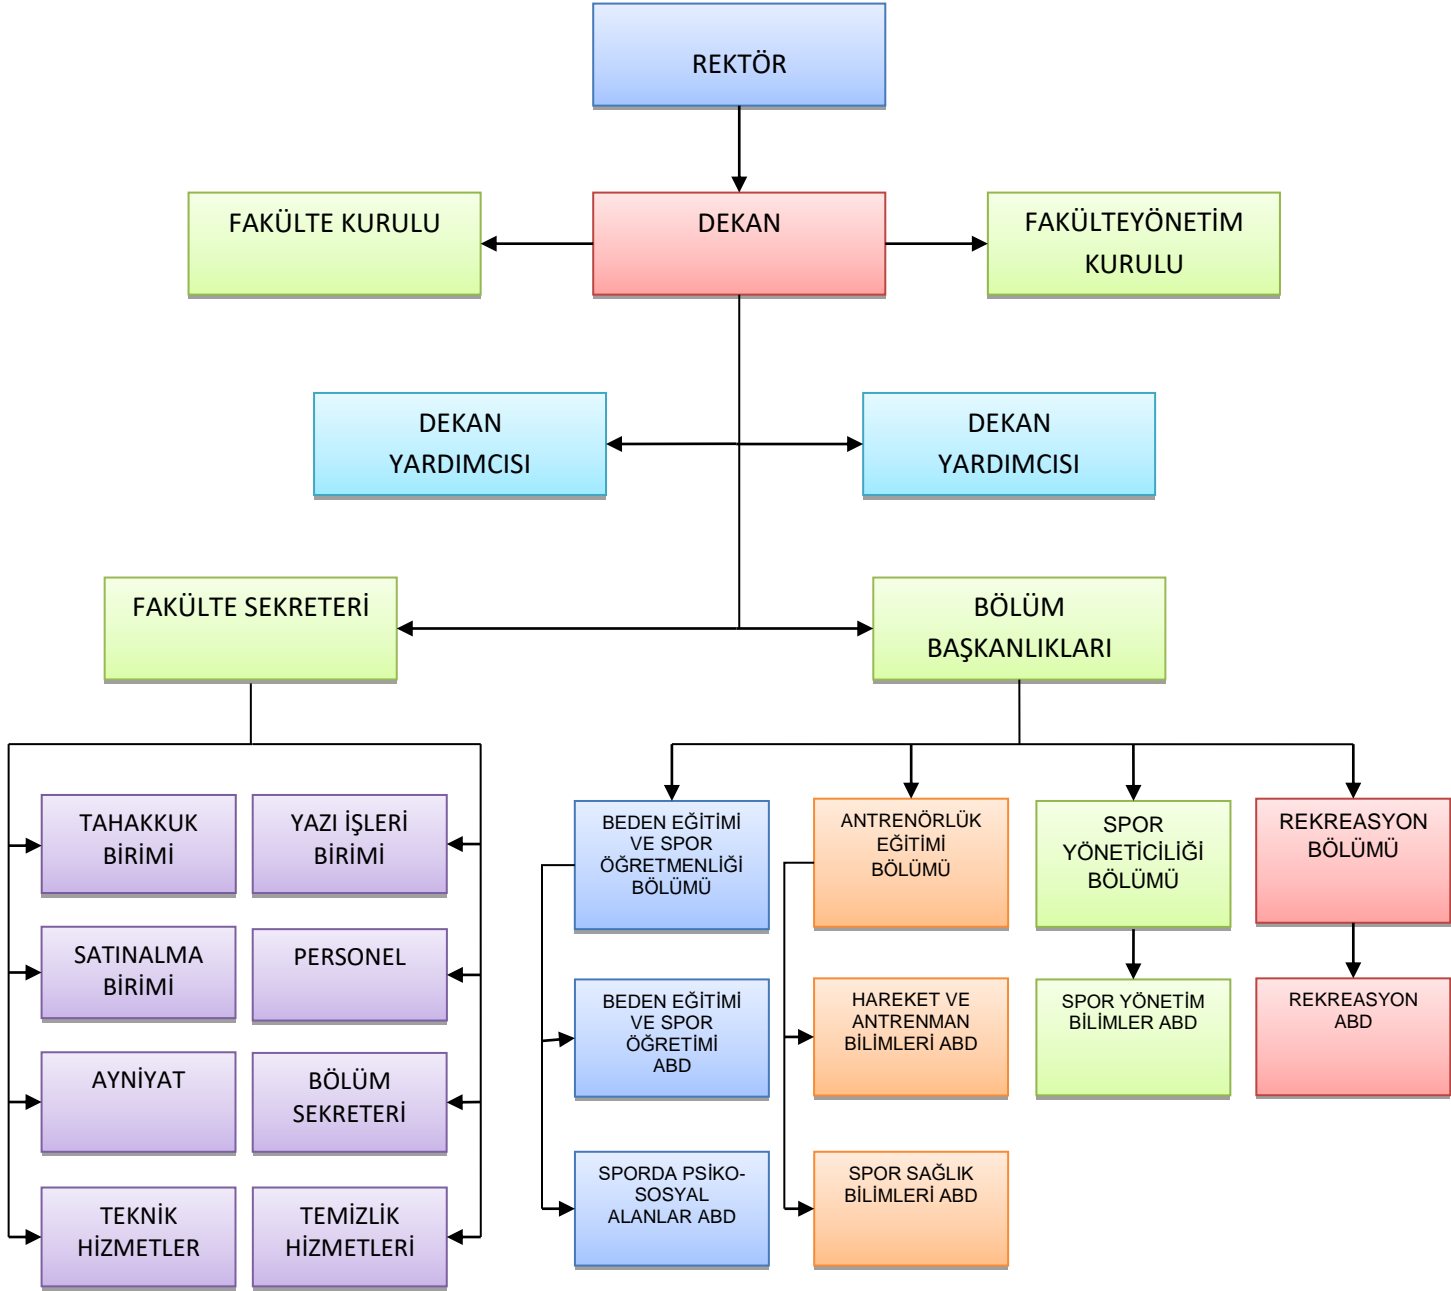 REKTÖR
FAKÜLTE KURULU
DEKAN
FAKÜLTEYÖNETİM
KURULU
DEKAN
YARDIMCISI
DEKAN
YARDIMCISI
FAKÜLTE SEKRETERİ
BÖLÜM
BAŞKANLIKLARI
TAHAKKUK
BİRİMİ
YAZI İŞLERİ
BİRİMİ
SATINALMA
BİRİMİ
PERSONEL
AYNİYAT
BÖLÜM
SEKRETERİ
TEKNİK
HİZMETLER
TEMİZLİK
HİZMETLERİ
BEDEN EĞİTİMİ
VE SPOR
ÖĞRETMENLİĞİ
BÖLÜMÜ
ANTRENÖRLÜK
EĞİTİMİ
BÖLÜMÜ
SPOR
YÖNETİCİLİĞİ
BÖLÜMÜ
REKREASYON
BÖLÜMÜ
BEDEN EĞİTİMİ
VE SPOR
ÖĞRETİMİ
ABD
HAREKET VE
ANTRENMAN
BİLİMLERİ ABD
SPOR YÖNETİM
BİLİMLER ABD
REKREASYON
ABD
SPORDA PSİKO-
SOSYAL
ALANLAR ABD
SPOR SAĞLIK
BİLİMLERİ ABD